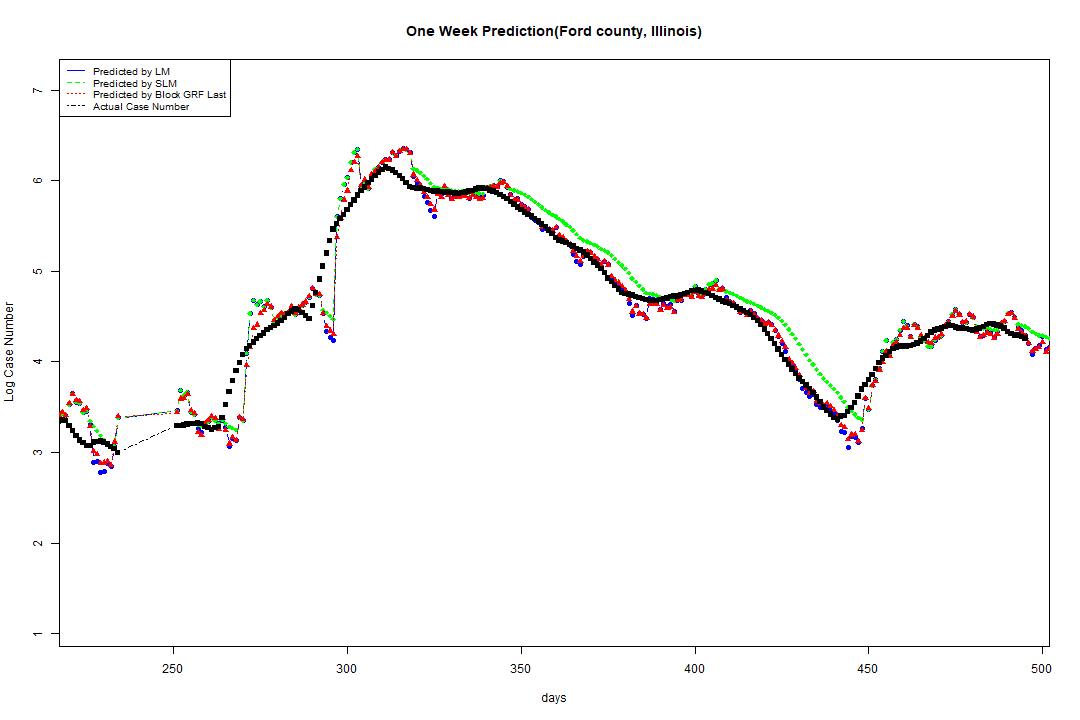 One Week Prediction(Ford county, Illinois)
Predicted by LM
Predicted by SLM
Predicted by Block GRF Last
Actual Case Number
7
6
5
4
3
2
1
Log Case Number
250 300 350 400 450 500
days